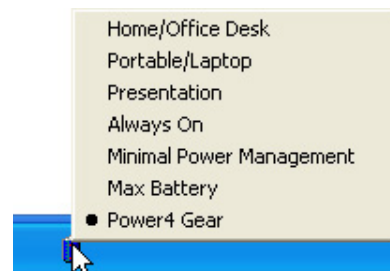 Home/Office Desk
Portable/Laptop
Presentation
Always On
Minimal Power Management
Max Battery
Power4 Gear